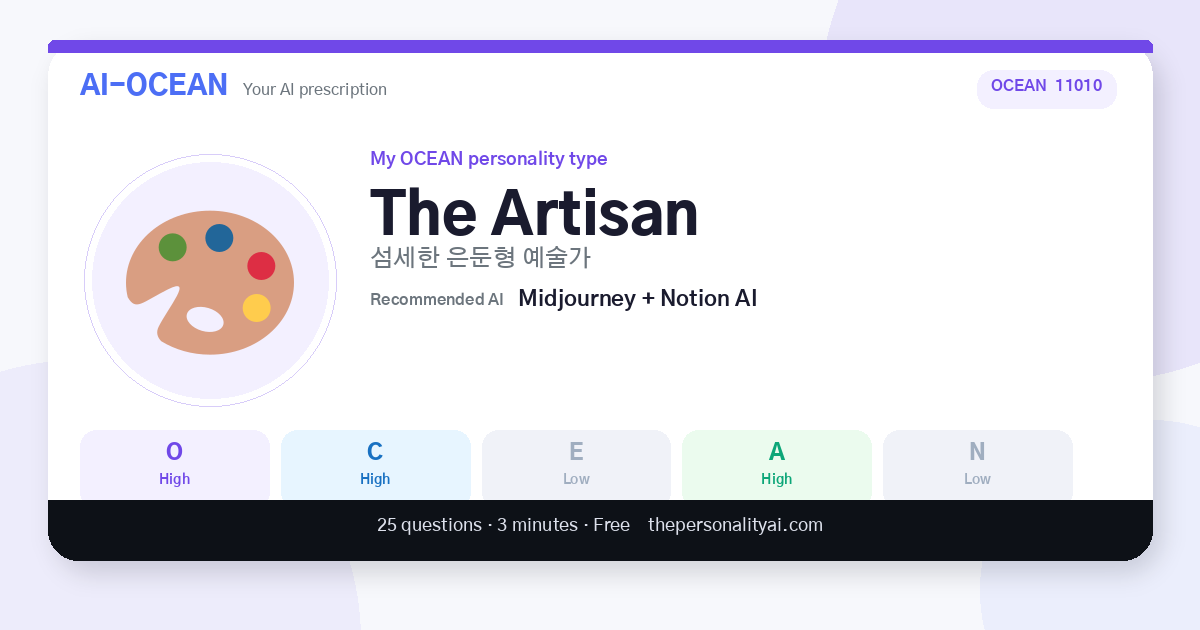 AI-OCEAN Your AI prescription OCEAN 11010
My OCEAN personality type
The Artisan
섬세한 은둔형 예술가
Recommended AI Midjourney + Notion AI
O C E A N
High High Low High Low
25 questions · 3 minutes · Free thepersonalityai.com